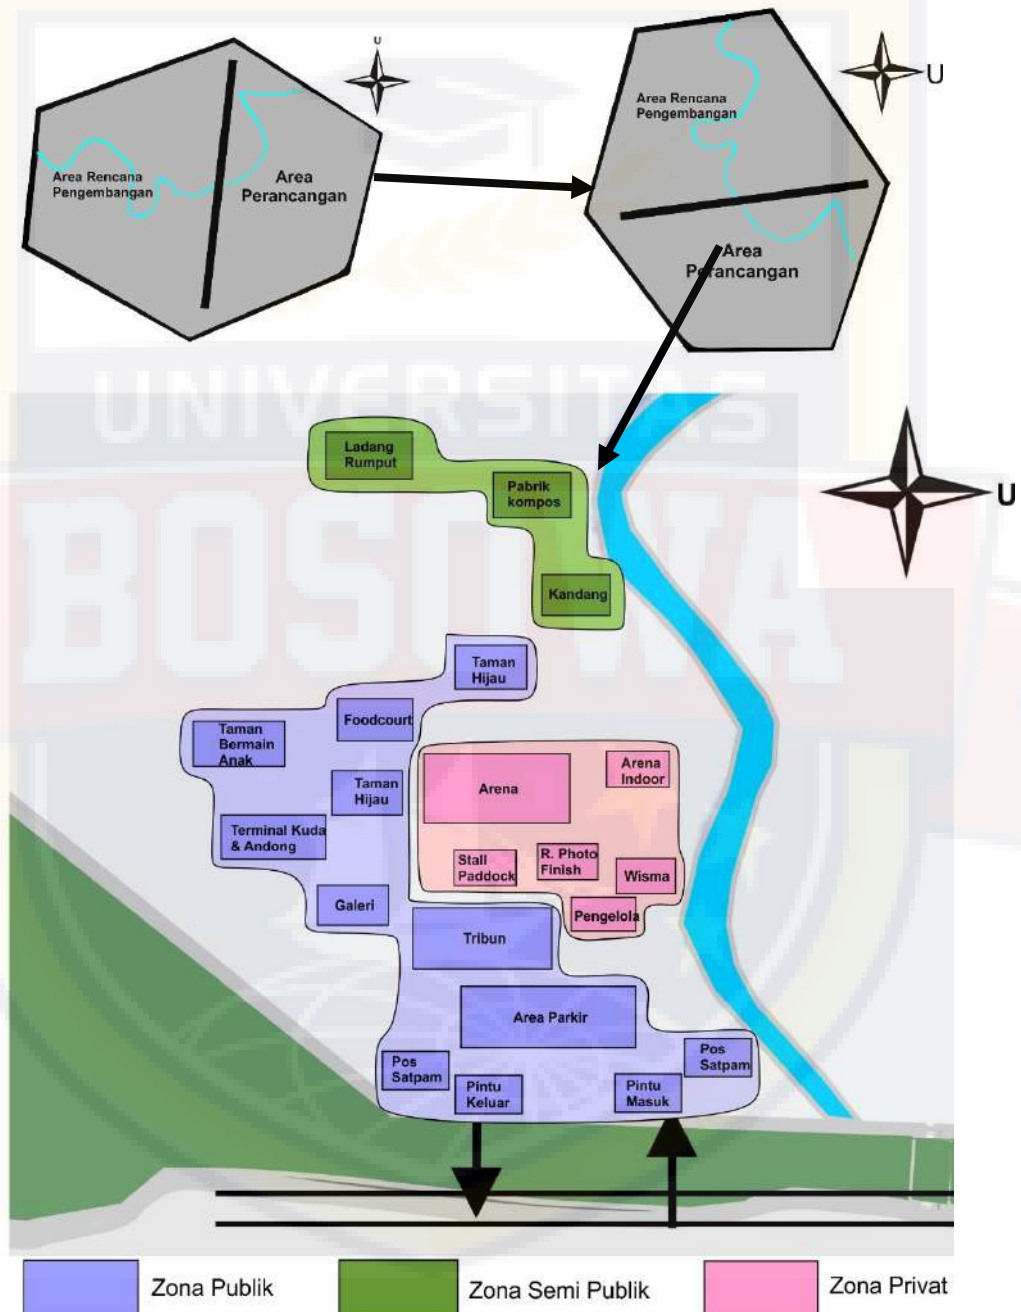 U
Area Rencana
Pengembangan
Area
Perancangan
U
Area Rencana
Pengembangan
Area
Perancangan
UNIVERSITAS
BOSOWA
U
Ladang
Rumput
Pabrik
kompos
Kandang
Taman
Hijau
Foodcourt
Taman
Bermain
Anak
Arena
Arena
Indoor
Taman
Hijau
Terminal Kuda
& Andong
Stall
Paddock
R. Photo
Finish
Wisma
Galeri
Pengelola
Tribun
Area Parkir
Pos
Satpam
Pos
Satpam
Pintu
Keluar
Pintu
Masuk
Zona Publik
Zona Semi Publik
Zona Privat